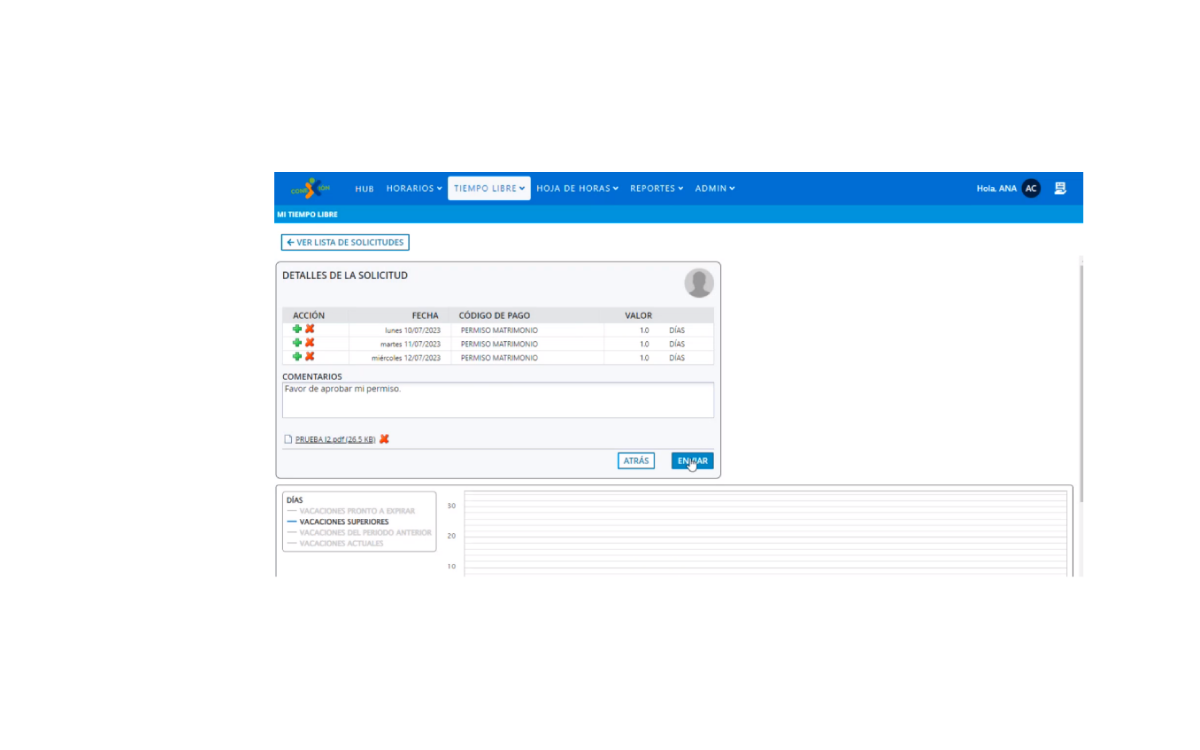 HUB HORARIOS TIEMPO LIBRE HOJA DE HORAS REPORTES ADMIN Hola, ANA AC
MI TIEMPO LIBRE
VER LISTA DE SOLICITUDES
DETALLES DE LA SOLICITUD
ACCIÓN FECHA CÓDIGO DE PAGO VALOR
lunes 10/07/2023 PERMISO MATRIMONIO 1.0 DÍAS
martes 11/07/2023 PERMISO MATRIMONIO 1.0 DÍAS
miércoles 12/07/2023 PERMISO MATRIMONIO 1.0 DÍAS
COMENTARIOS
Favor de aprobar mi permiso.
(26.5 KB)
ATRÁS ENVIAR
DÍAS
VACACIONES PRONTO A EXPIRAR
VACACIONES SUPERIORES
VACACIONES DEL PERIODO ANTERIOR
VACACIONES ACTUALES
30
20
10